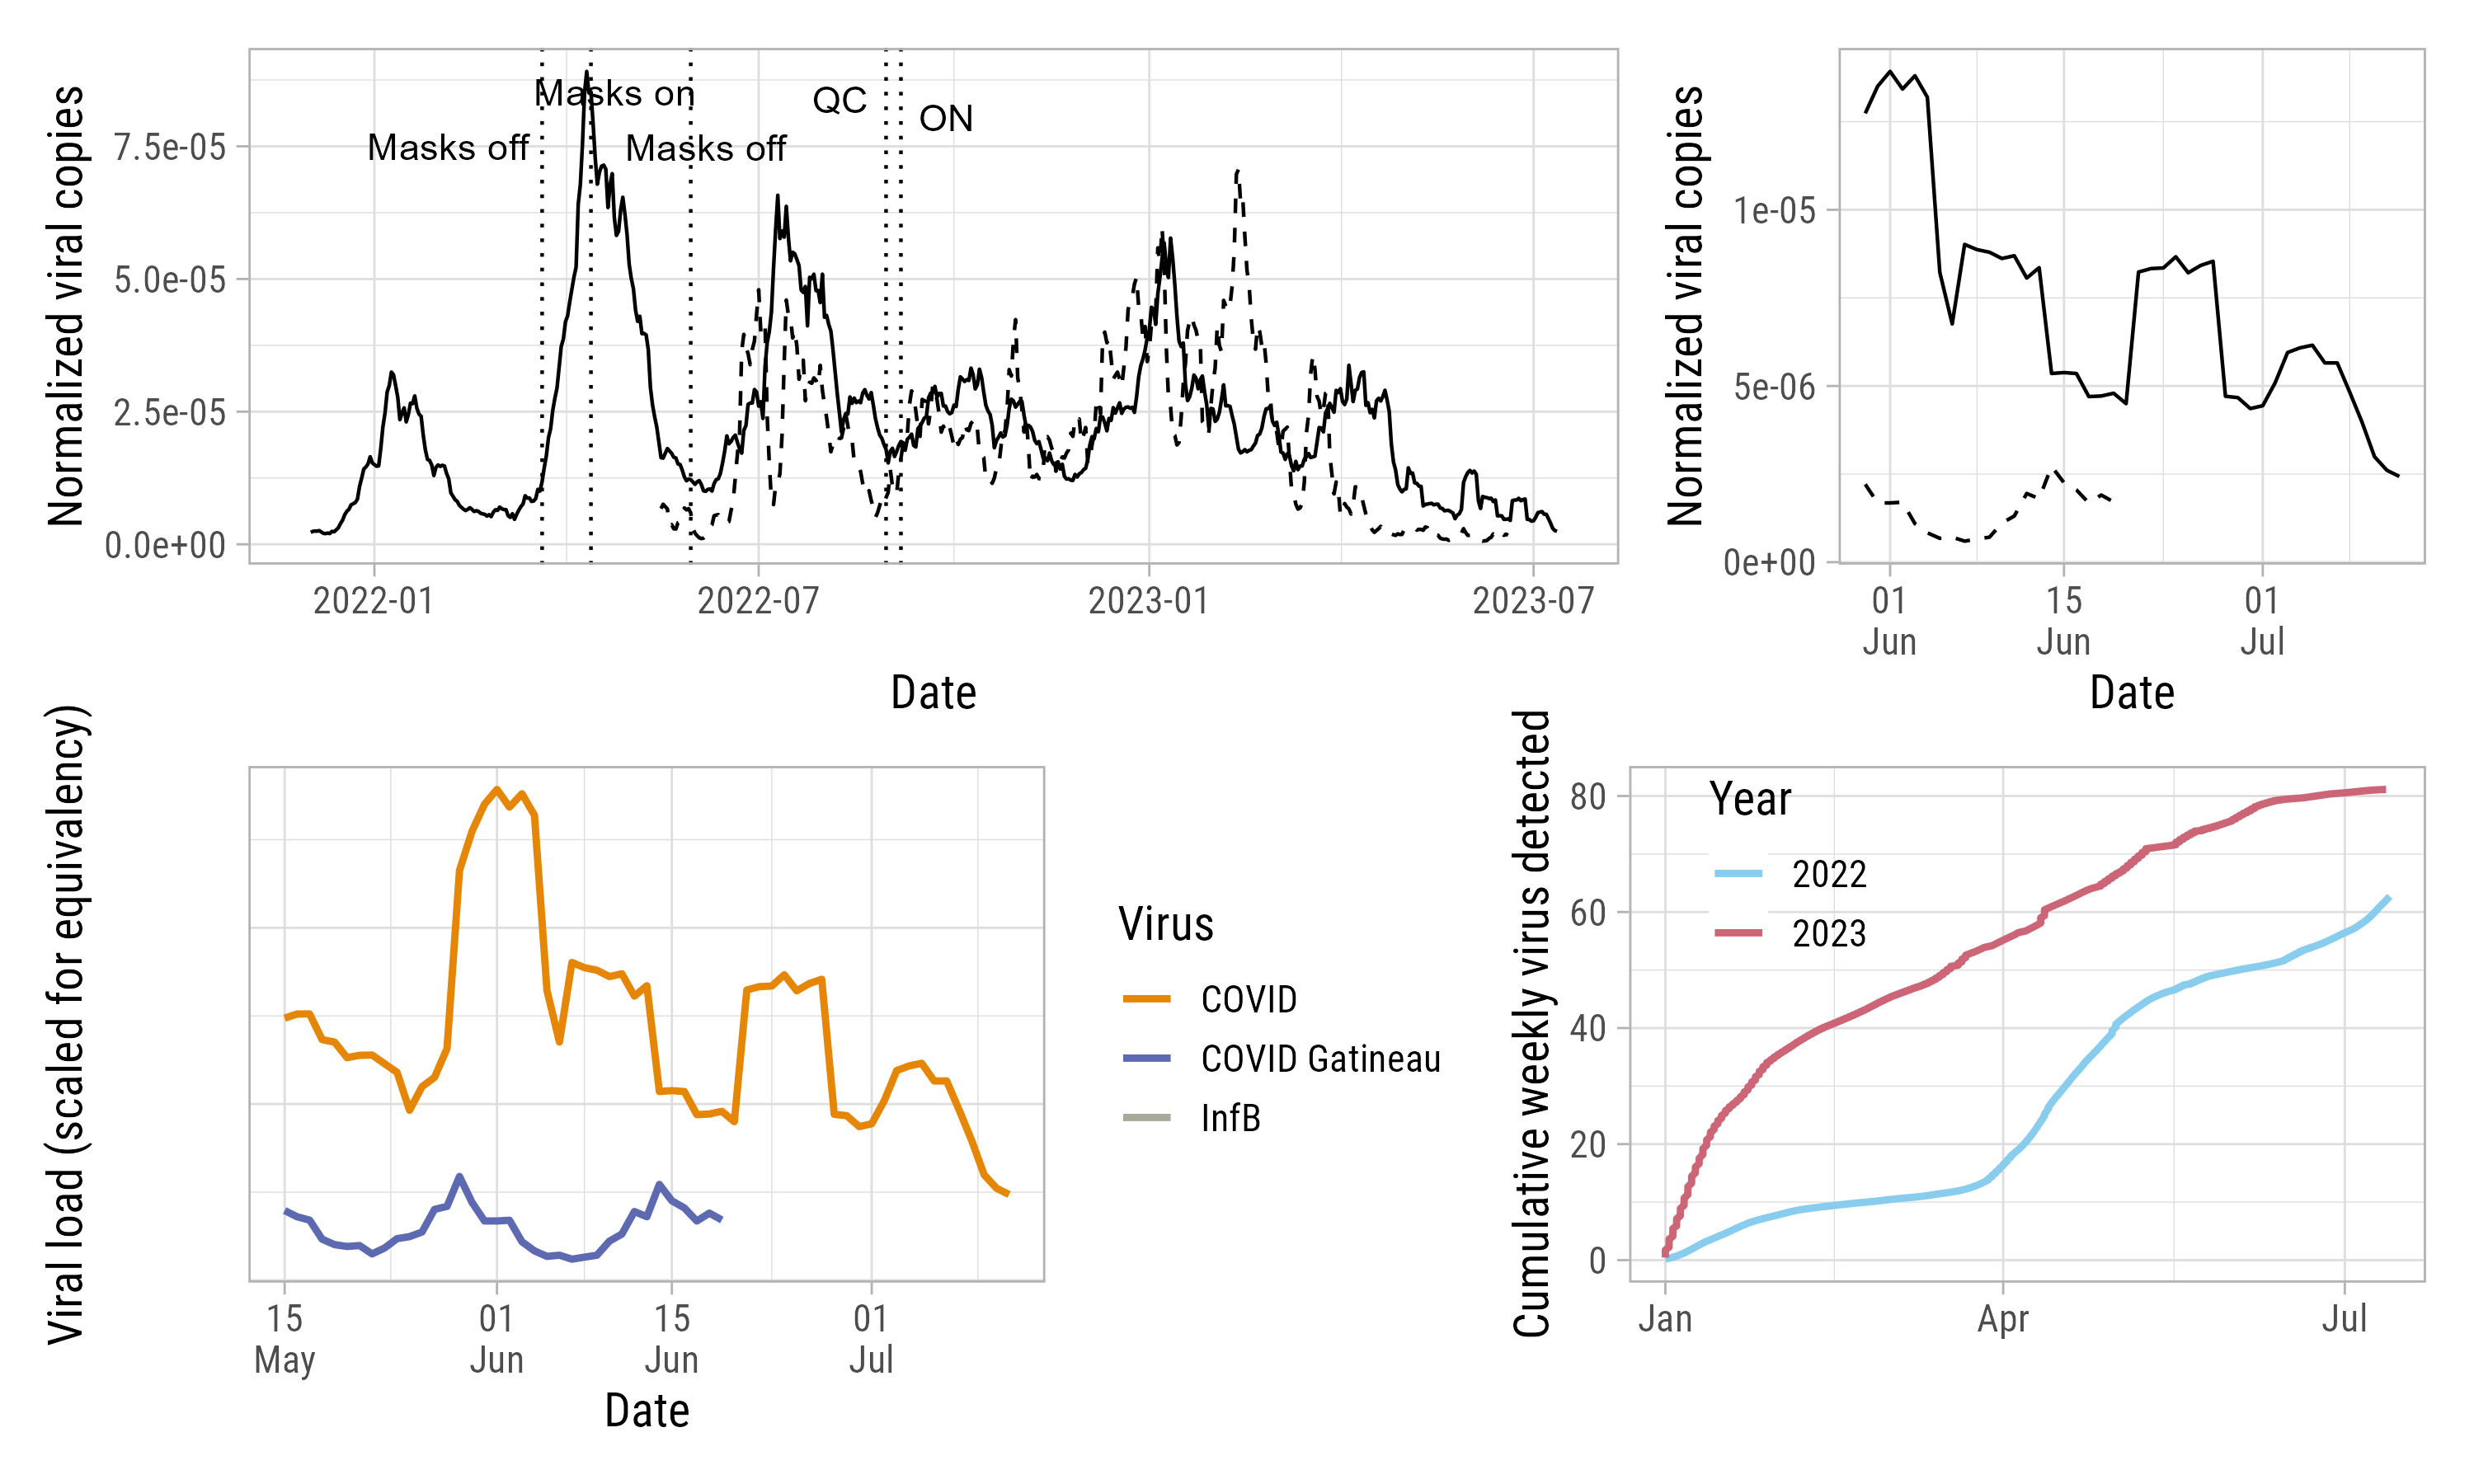 Normalized viral copies
7.5e-05
5.0e-05
2.5e-05
0.0e+00
Masks off
Masks on
Masks off
QC
ON
2022-01
2022-07
2023-01
2023-07
Date
Normalized viral copies
1e-05
5e-06
0e+00
01
Jun
15
Jun
01
Jul
Date
Viral load (scaled for equivalency)
15
May
01
Jun
15
Jun
01
Jul
Date
Virus
COVID
COVID Gatineau
InfB
Cumulative weekly virus detected
80
60
40
20
0
Year
2022
2023
Jan
Apr
Jul